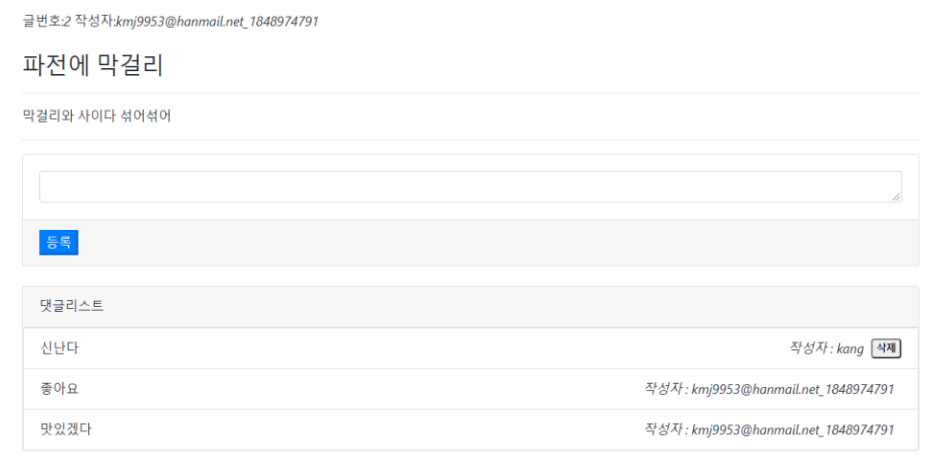 글번호:2 작성자:kmj9953@hanmail.net_1848974791
파전에 막걸리
막걸리와 사이다 섞어섞어
등록
댓글리스트
신난다 작성자 : kang 삭제
좋아요 작성자 : kmj9953@hanmail.net_1848974791
맛있겠다 작성자 : kmj9953@hanmail.net_1848974791